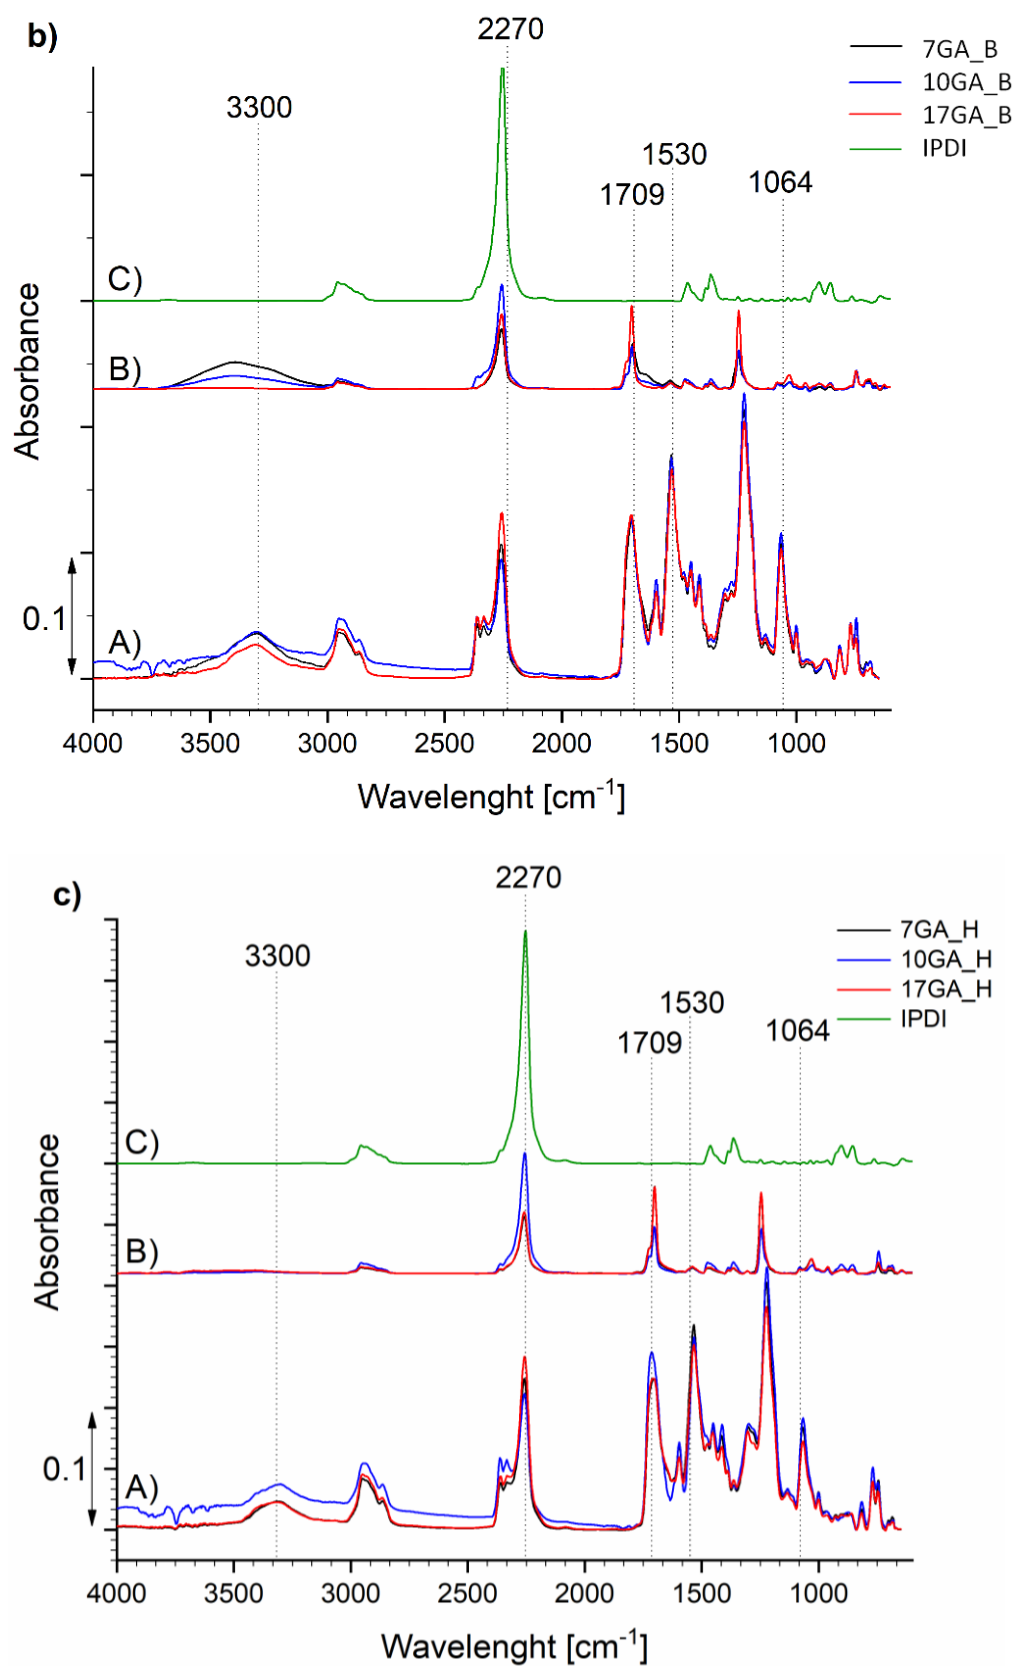 b)
2270
7GA_B
10GA_B
17GA_B
IPDI
3300
1530
1709
1064
C)
B)
A)
Absorbance
0.1
4000 3500 3000 2500 2000 1500 1000
Wavelenght [cm-1]
c)
2270
7GA_H
10GA_H
17GA_H
IPDI
3300
1530
1709
1064
C)
B)
A)
Absorbance
0.1
4000 3500 3000 2500 2000 1500 1000
Wavelenght [cm-1]